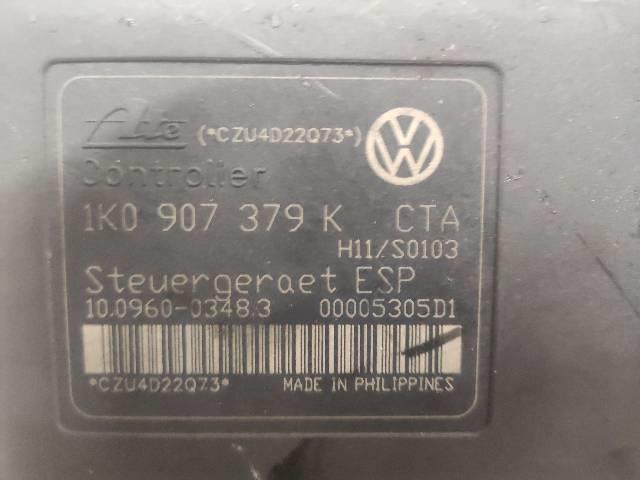 Ate (*CZU4D22Q73*) VW
Controller
1K0 907 379 K CTA
H11/S0103
Steuergeraet ESP
10.0960-0348.3 00005305D1
*CZU4D22Q73* MADE IN PHILIPPINES